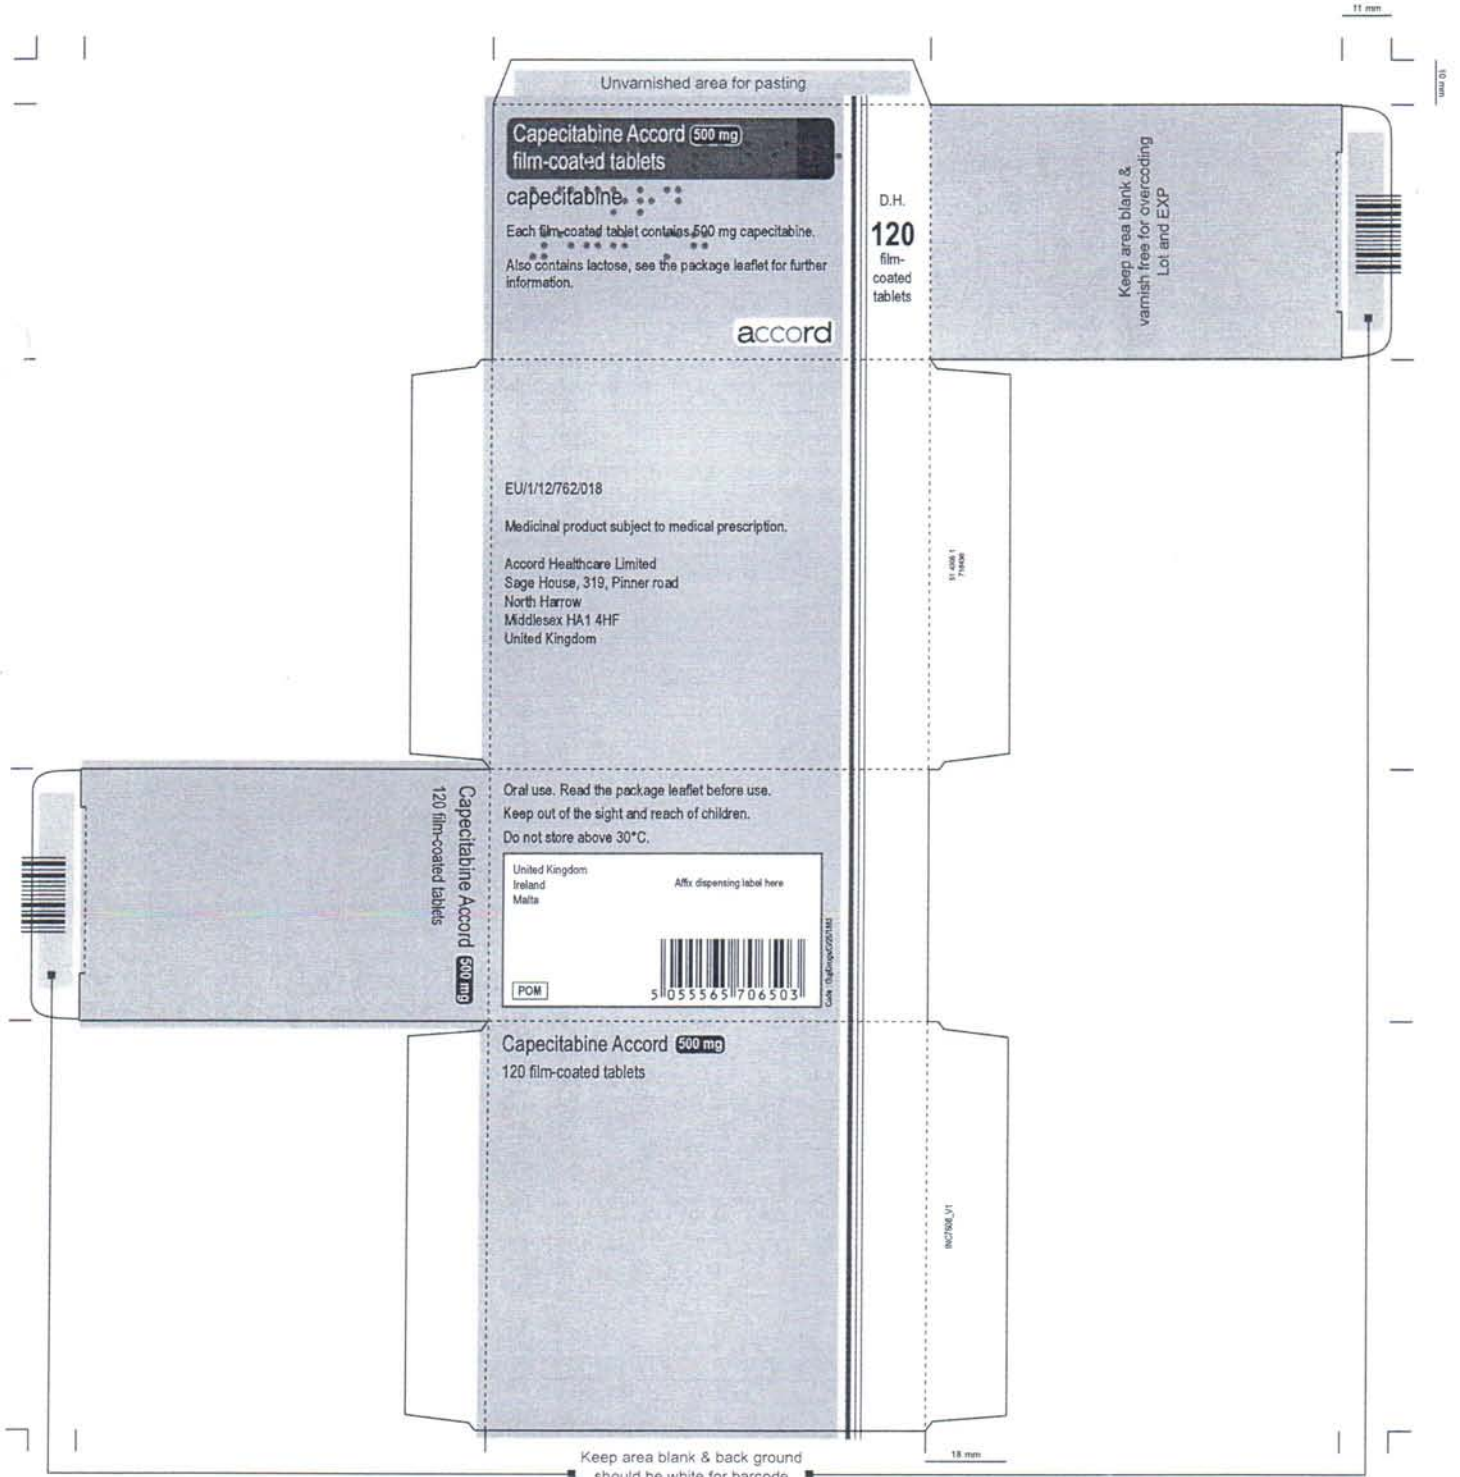 11 mm
10 mm
Unvarnished area for pasting
Capecitabine Accord 500 mg
film-coated tablets
capecitabine
Each film-coated tablet contains 500 mg capecitabine.
Also contains lactose, see the package leaflet for further
information.
accord
D.H.
120
film-
coated
tablets
Keep area blank &
varnish free for overcoding
Lot and EXP
EU/1/12/762/018
Medicinal product subject to medical prescription.
Accord Healthcare Limited
Sage House, 319, Pinner road
North Harrow
Middlesex HA1 4HF
United Kingdom
Capecitabine Accord 500 mg
120 film-coated tablets
Oral use. Read the package leaflet before use.
Keep out of the sight and reach of children.
Do not store above 30°C.
United Kingdom
Ireland
Malta
Affix dispensing label here
POM
5 055565 706503
Capecitabine Accord 500 mg
120 film-coated tablets
18 mm
Keep area blank & back ground
should be white for barcode